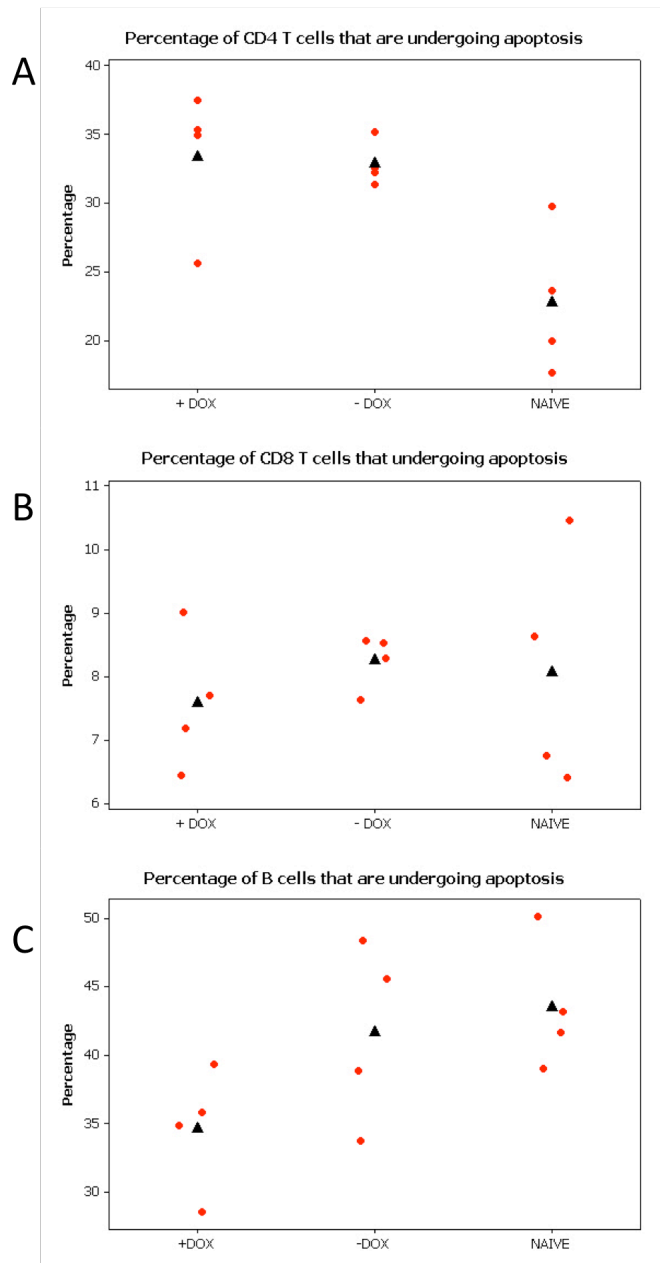 A
Percentage of CD4 T cells that are undergoing apoptosis
Percentage
40
35
30
25
20
+ DOX
- DOX
NAIVE
B
Percentage of CD8 T cells that undergoing apoptosis
Percentage
11
10
9
8
7
6
+ DOX
- DOX
NAIVE
C
Percentage of B cells that are undergoing apoptosis
Percentage
50
45
40
35
30
+DOX
-DOX
NAIVE